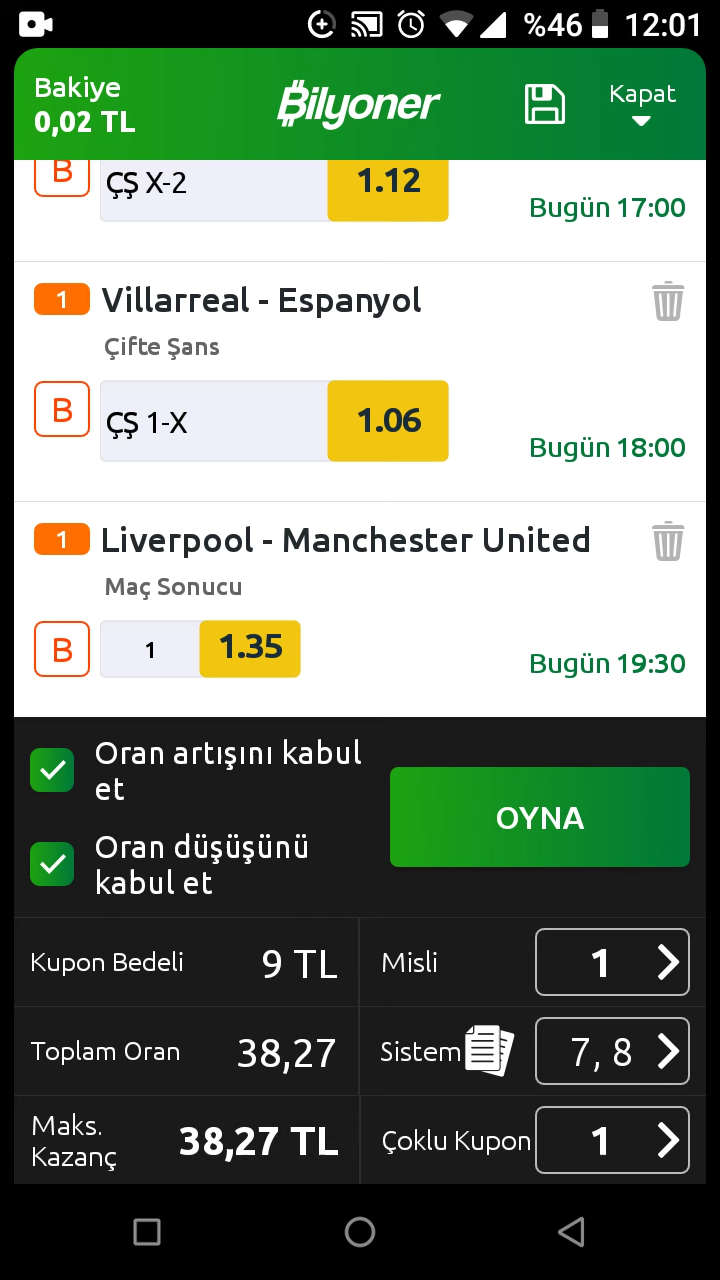 %46 12:01
Bakiye
0,02 TL
Bilyoner
Kapat
B
ÇŞ X-2
1.12
Bugün 17:00
1 Villarreal - Espanyol
Çifte Şans
B
ÇŞ 1-X
1.06
Bugün 18:00
1 Liverpool - Manchester United
Maç Sonucu
B
1
1.35
Bugün 19:30
Oran artışını kabul
et
Oran düşüşünü
kabul et
OYNA
Kupon Bedeli 9 TL
Misli 1
Toplam Oran 38,27
Sistem 7, 8
Maks.
Kazanç
38,27 TL
Çoklu Kupon 1